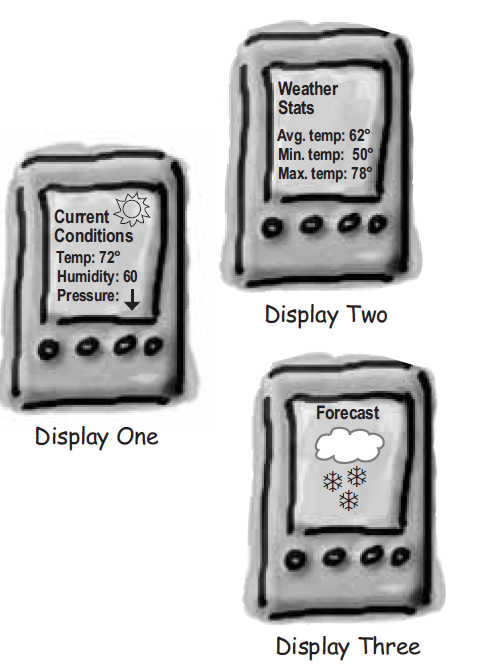 Current
Conditions
Temp: 72°
Humidity: 60
Pressure:
Display One
Weather
Stats
Avg. temp: 62°
Min. temp: 50°
Max. temp: 78°
Display Two
Forecast
Display Three